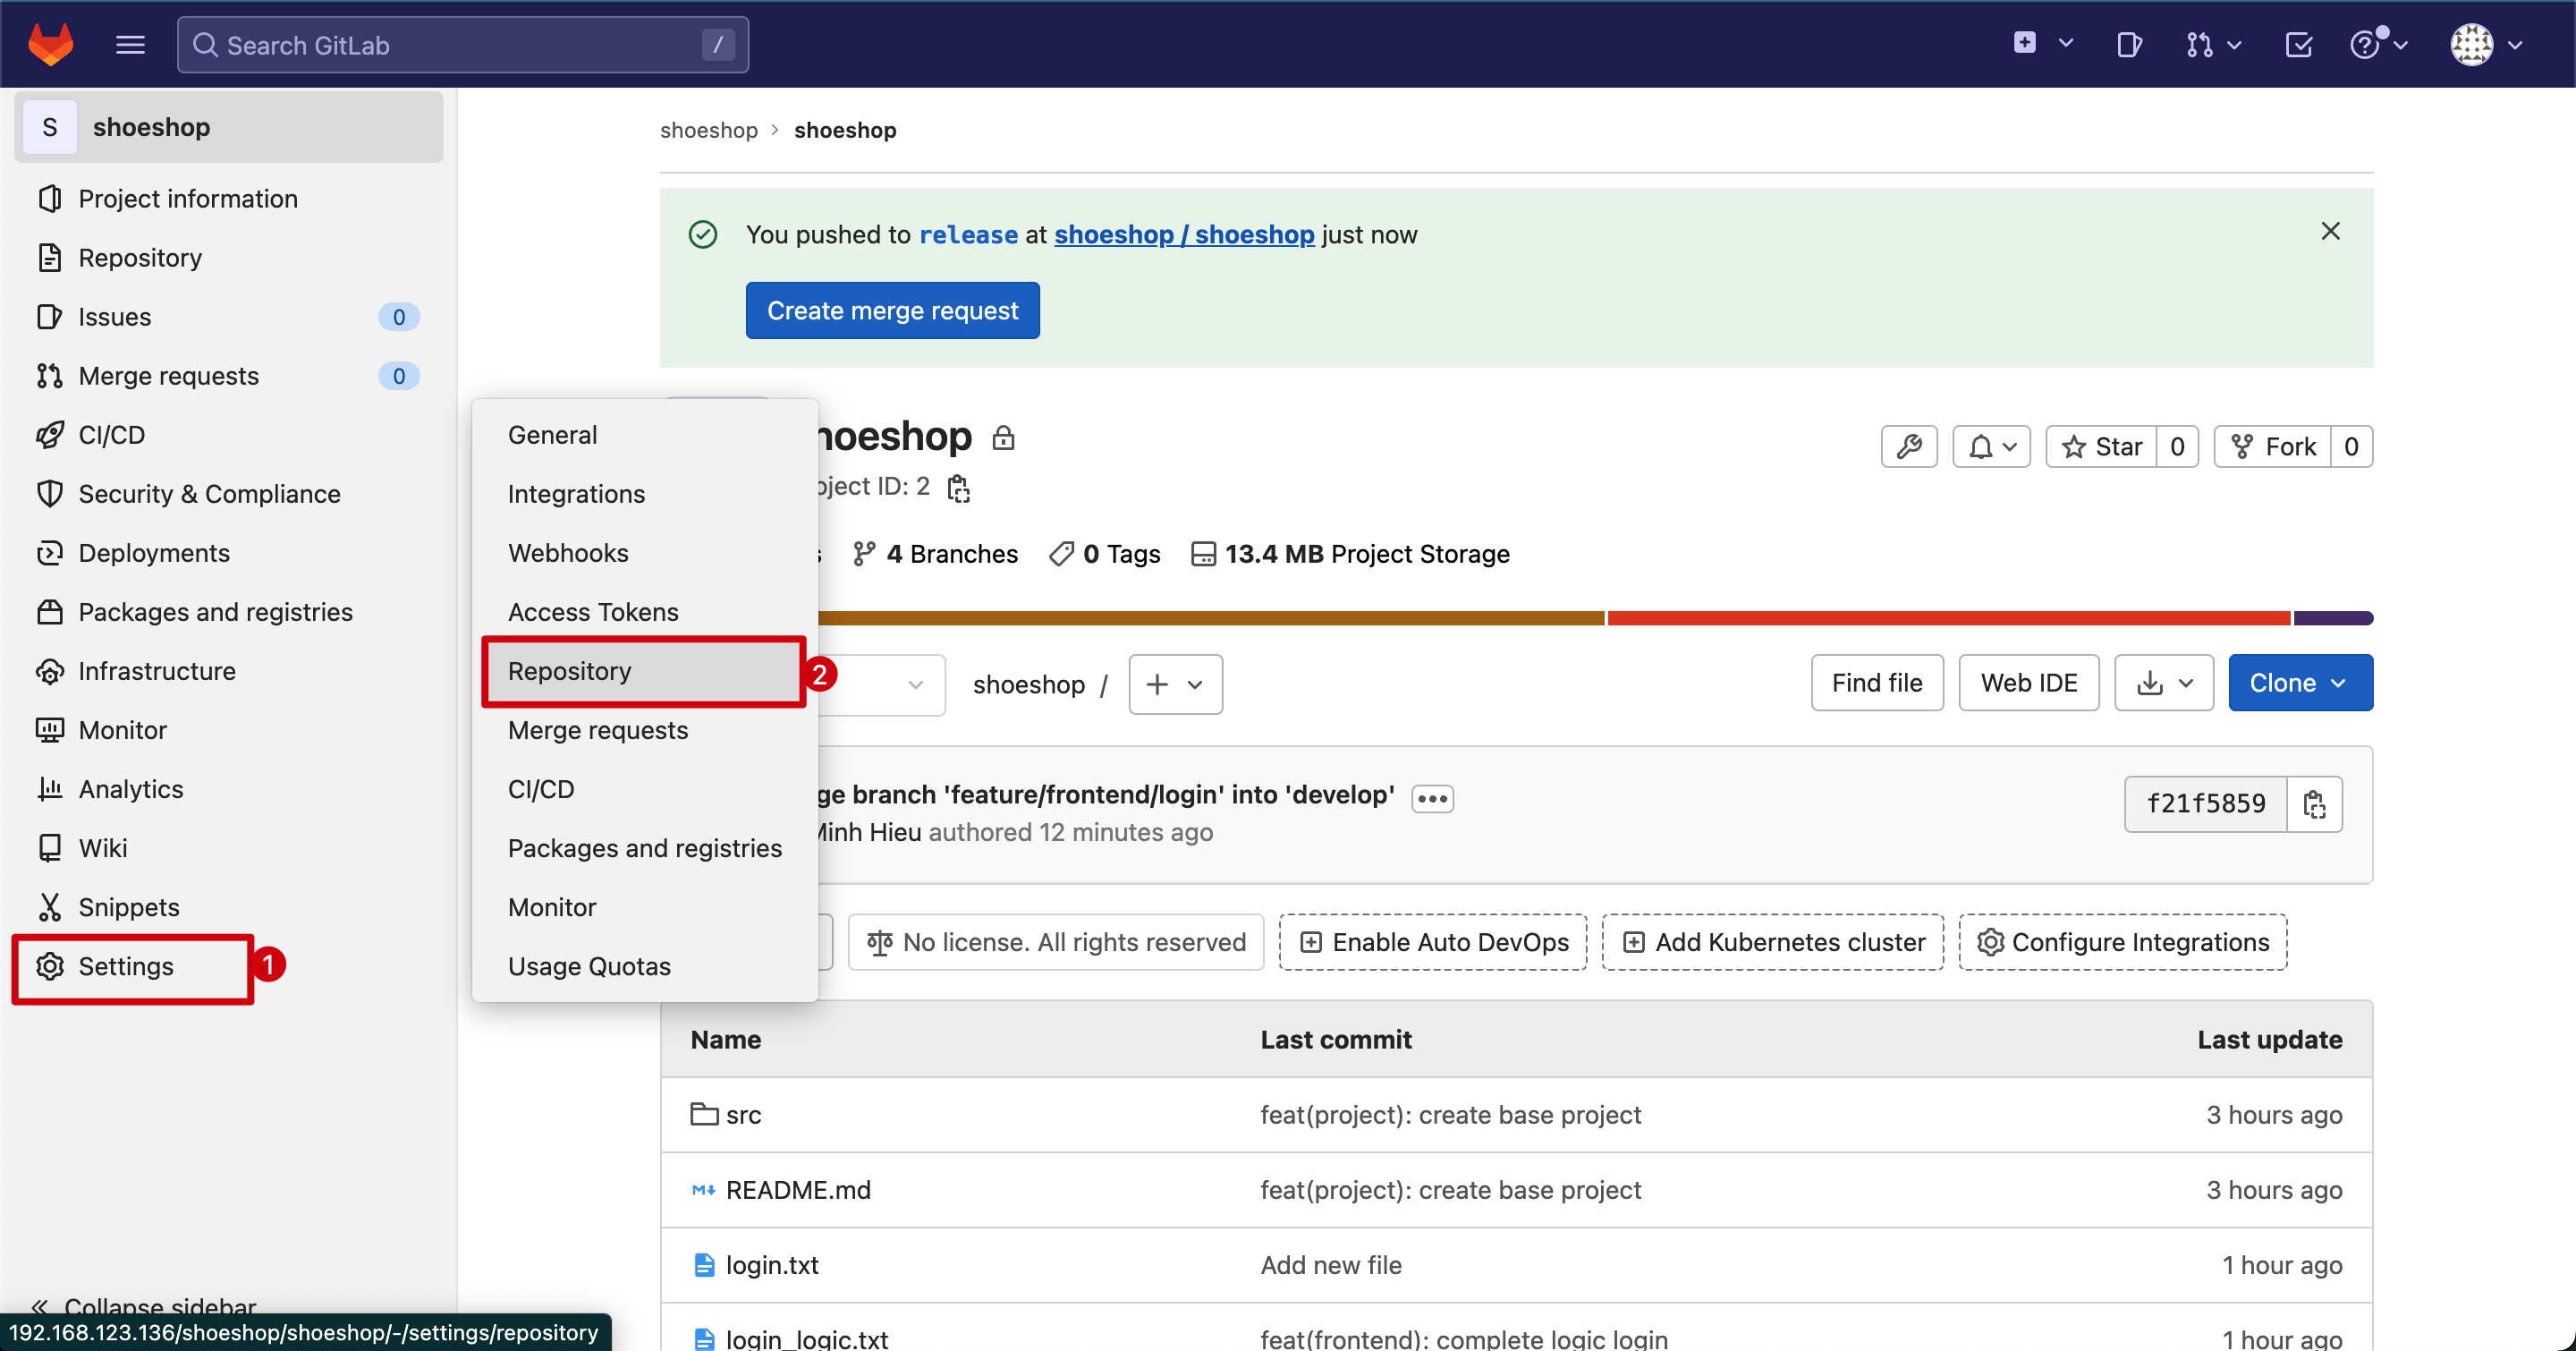 Search GitLab /
S shoeshop
Project information
Repository
Issues 0
Merge requests 0
CI/CD
Security & Compliance
Deployments
Packages and registries
Infrastructure
Monitor
Analytics
Wiki
Snippets
Settings 1
Collapse sidebar
192.168.123.136/shoeshop/shoeshop/-/settings/repository
General
Integrations
Webhooks
Access Tokens
Repository 2
Merge requests
CI/CD
Packages and registries
Monitor
Usage Quotas
shoeshop > shoeshop
You pushed to release at shoeshop / shoeshop just now
Create merge request
hoeshop
oject ID: 2
Star 0
Fork 0
4 Branches 0 Tags 13.4 MB Project Storage
shoeshop / +
Find file Web IDE Clone
ge branch 'feature/frontend/login' into 'develop'
Minh Hieu authored 12 minutes ago
f21f5859
No license. All rights reserved Enable Auto DevOps Add Kubernetes cluster Configure Integrations
Name Last commit Last update
src feat(project): create base project 3 hours ago
README.md feat(project): create base project 3 hours ago
login.txt Add new file 1 hour ago
login_logic.txt feat(frontend): complete logic login 1 hour ago